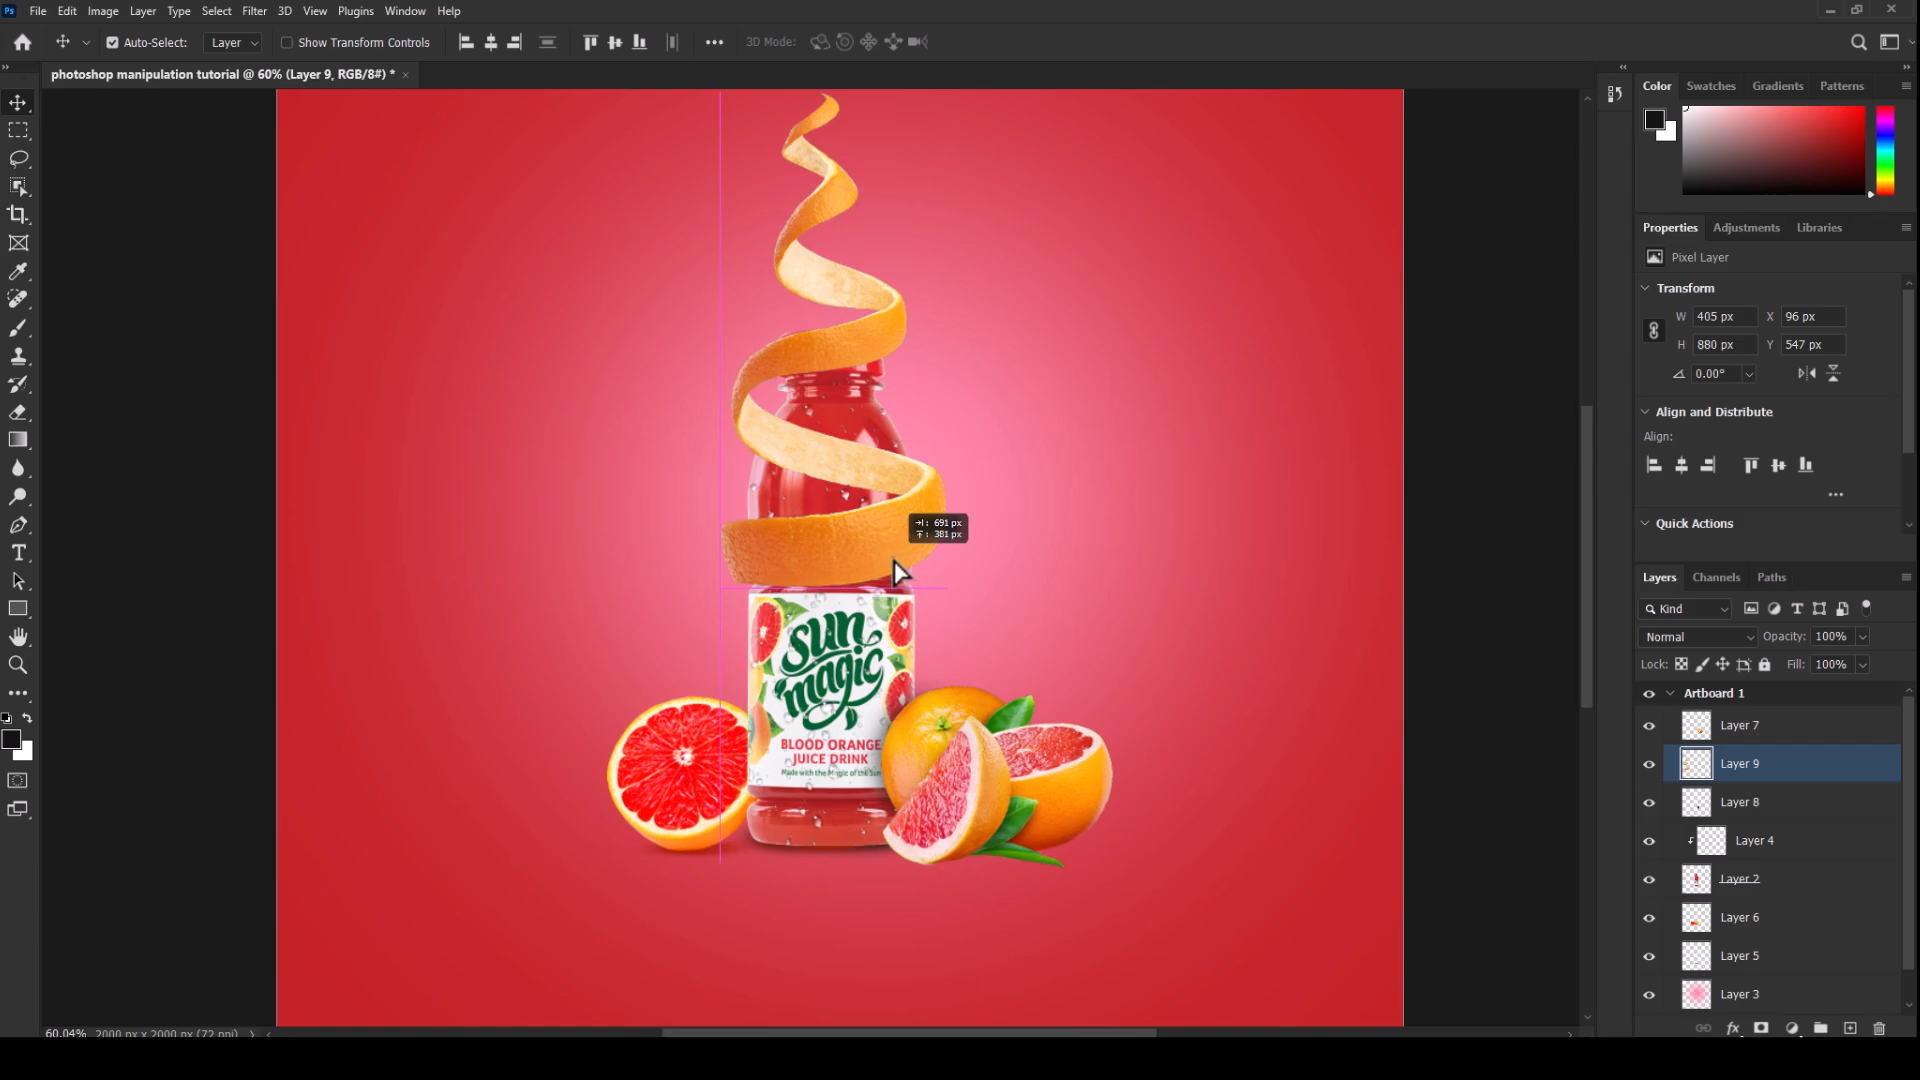 Ps File Edit Image Layer Type Select Filter 3D View Plugins Window Help
Auto-Select: Layer Show Transform Controls 3D Mode:
photoshop manipulation tutorial @ 60% (Layer 9, RGB/8#) * ×
Color Swatches Gradients Patterns
Properties Adjustments Libraries
Pixel Layer
Transform
W 405 px X 96 px
H 880 px Y 547 px
0.00°
Align and Distribute
Align:
Quick Actions
691 px
381 px
Layers Channels Paths
Kind
Normal Opacity: 100%
Lock: Fill: 100%
Artboard 1
Layer 7
Layer 9
Layer 8
Layer 4
Layer 2
Layer 6
Layer 5
Layer 3
sun
magic
BLOOD ORANGE
JUICE DRINK
Made with the Magic of the Sun
60.04% 2000 px x 2000 px (72 ppi)